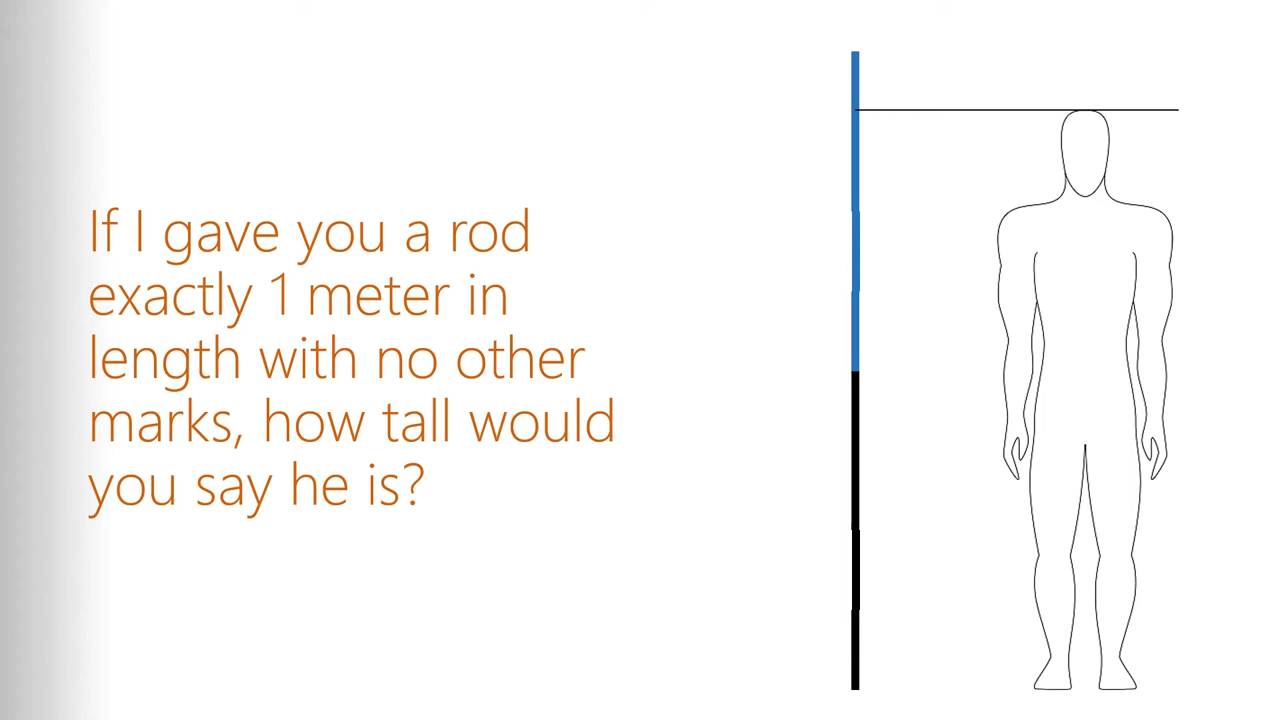 If I gave you a rod
exactly 1 meter in
length with no other
marks, how tall would
you say he is?